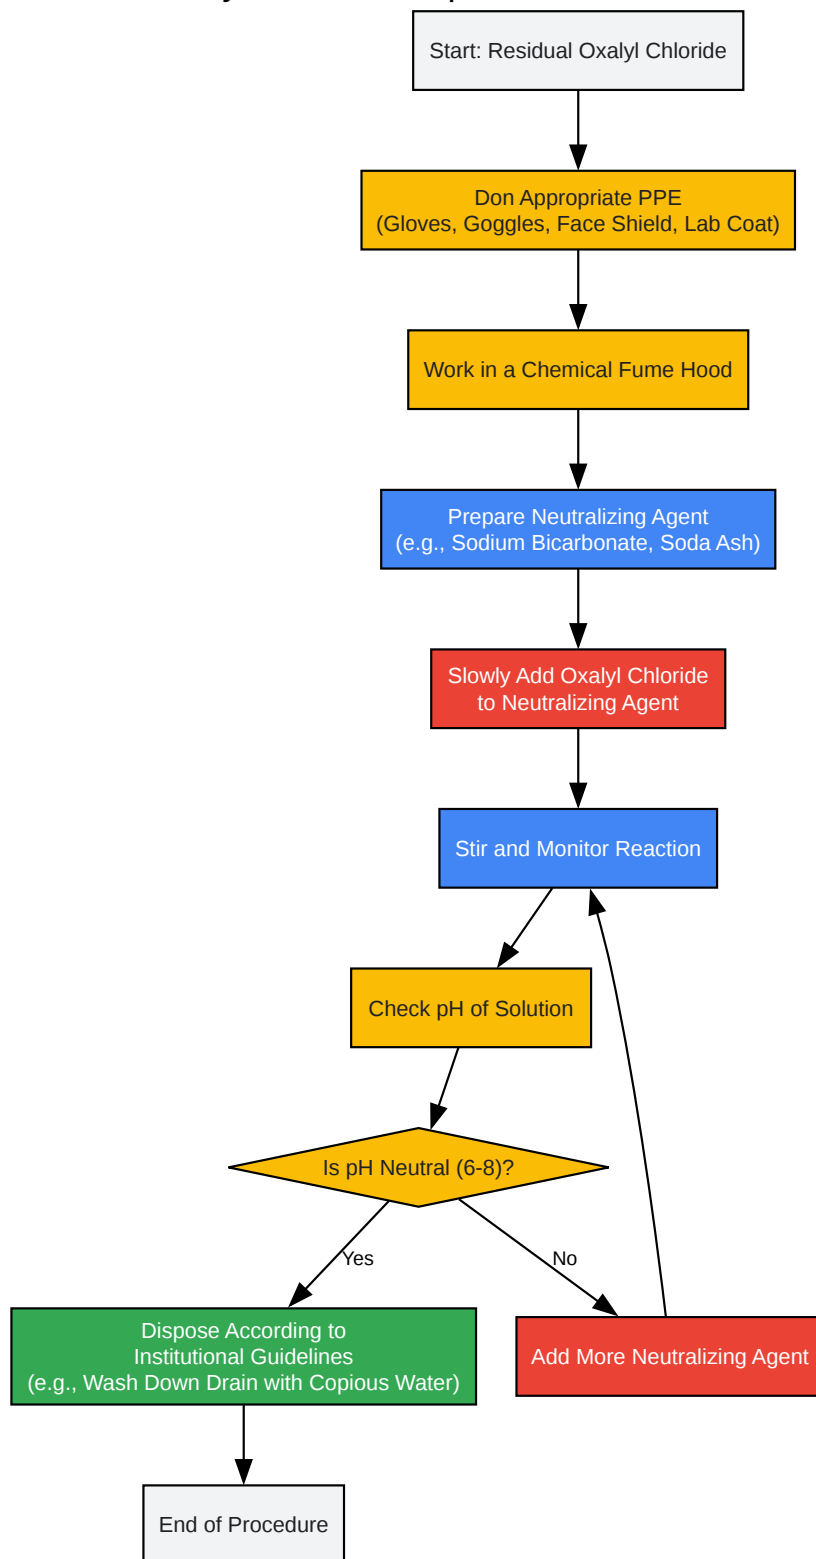 Start: Residual Oxalyl Chloride
Don Appropriate PPE
(Gloves, Goggles, Face Shield, Lab Coat)
Work in a Chemical Fume Hood
Prepare Neutralizing Agent
(e.g., Sodium Bicarbonate, Soda Ash)
Slowly Add Oxalyl Chloride
to Neutralizing Agent
Stir and Monitor Reaction
Check pH of Solution
Is pH Neutral (6-8)?
Yes
No
Dispose According to
Institutional Guidelines
(e.g., Wash Down Drain with Copious Water)
Add More Neutralizing Agent
End of Procedure